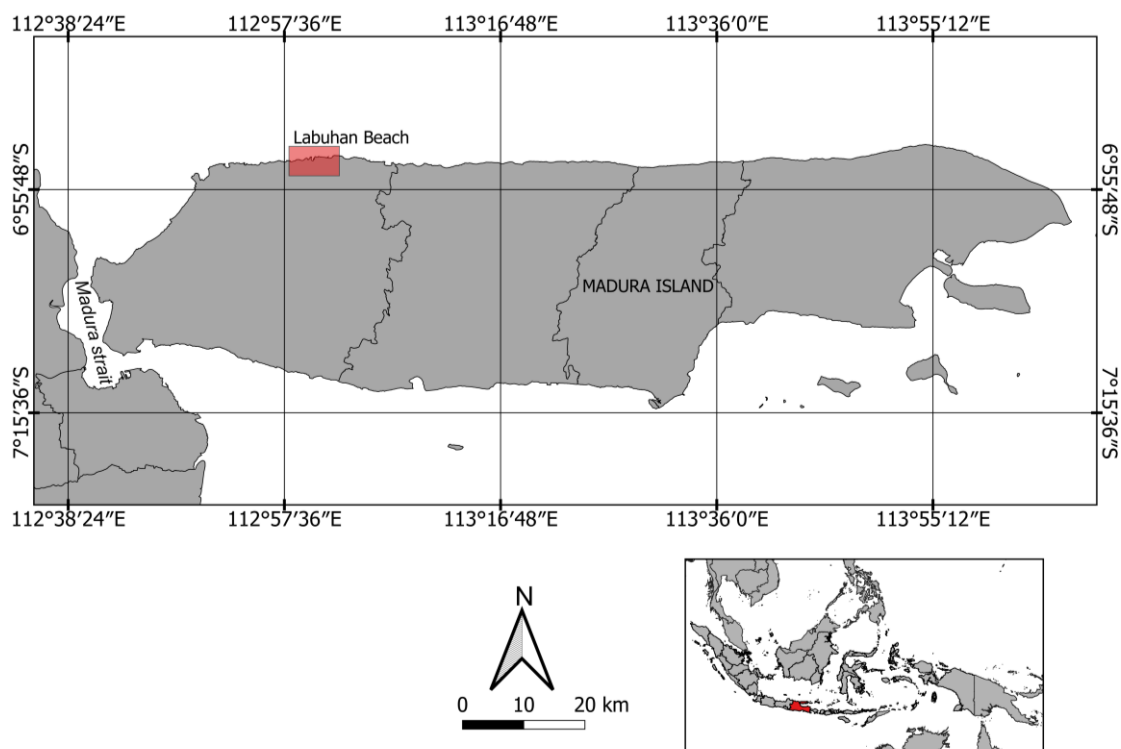 112°38′24″E 112°57′36″E 113°16′48″E 113°36′0″E 113°55′12″E
Labuhan Beach
6°55′48″S
6°55′48″S
MADURA ISLAND
Madura strait
7°15′36″S
7°15′36″S
112°38′24″E 112°57′36″E 113°16′48″E 113°36′0″E 113°55′12″E
N
0 10 20 km